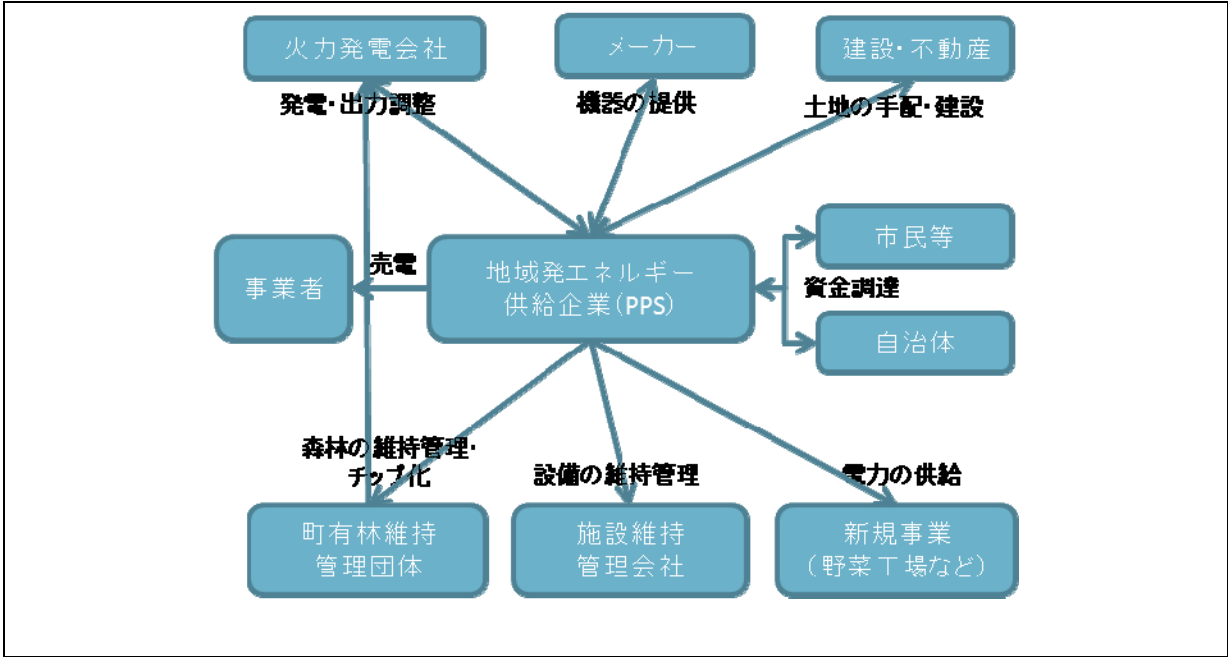 火力発電会社
メーカー
建設・不動産
発電・出力調整
機器の提供
土地の手配・建設
市民等
事業者
売電
地域発エネルギー
供給企業(PPS)
資金調達
自治体
森林の維持管理・
チップ化
設備の維持管理
電力の供給
町有林維持
管理団体
施設維持
管理会社
新規事業
(野菜工場など)